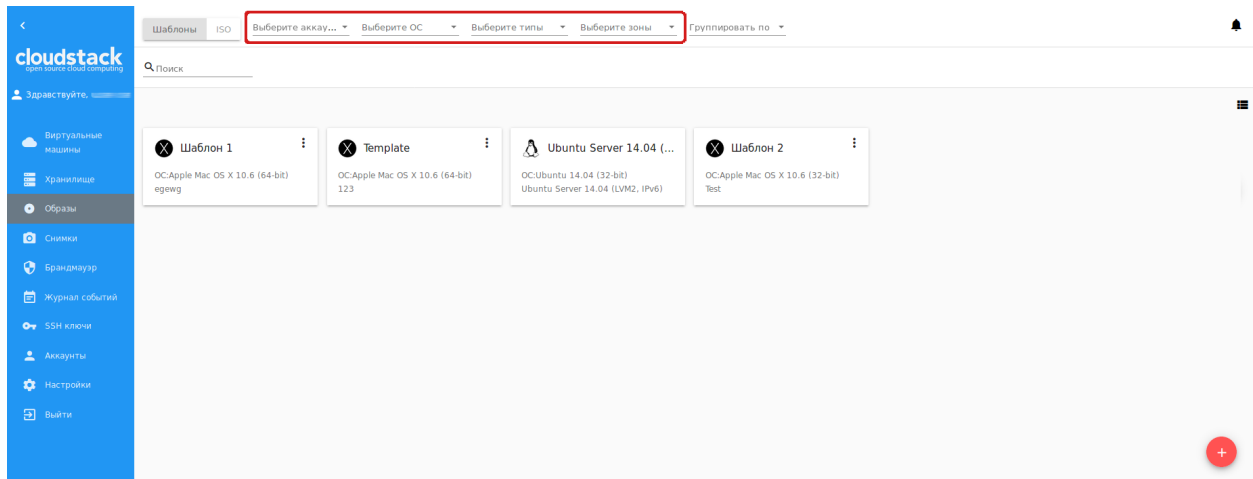 Шаблоны
ISO
Выберите аккау...
Выберите ОС
Выберите типы
Выберите зоны
Группировать по
cloudstack
open source cloud computing
Поиск
Здравствуйте,
Виртуальные
машины
Хранилище
Образы
Снимки
Брандмауэр
Журнал событий
SSH ключи
Аккаунты
Настройки
Выйти
Шаблон 1
ОС:Apple Mac OS X 10.6 (64-bit)
egewg
Template
ОС:Apple Mac OS X 10.6 (64-bit)
123
Ubuntu Server 14.04 (...
ОС:Ubuntu 14.04 (32-bit)
Ubuntu Server 14.04 (LVM2, IPv6)
Шаблон 2
ОС:Apple Mac OS X 10.6 (32-bit)
Test